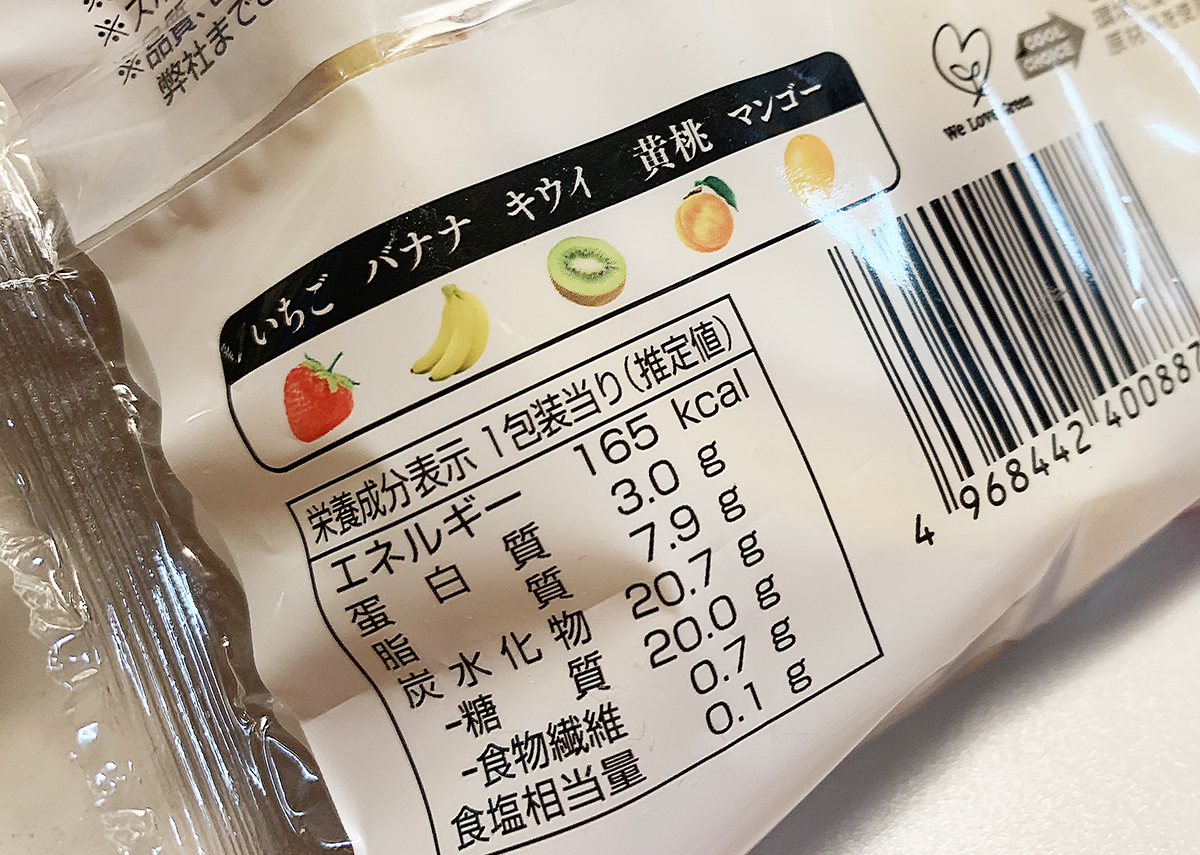 弊社まで
いちご バナナ キウイ 黄桃 マンゴー
We Love Green
COOL
CHOICE
栄養成分表示 1包装当り(推定値)
エネルギー 165 kcal
蛋白質 3.0 g
脂質 7.9 g
炭水化物 20.7 g
-糖質 20.0 g
-食物繊維 0.7 g
食塩相当量 0.1 g
4 968442 400887